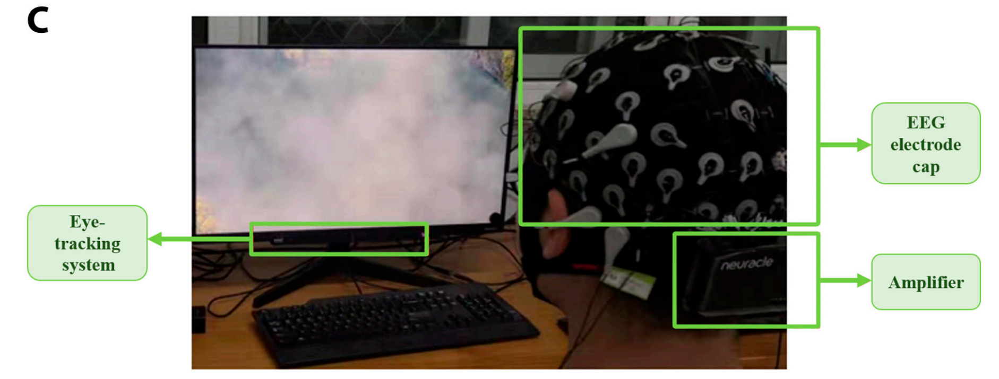 C
EEG
electrode
cap
Eye-
tracking
system
neuracle
Amplifier